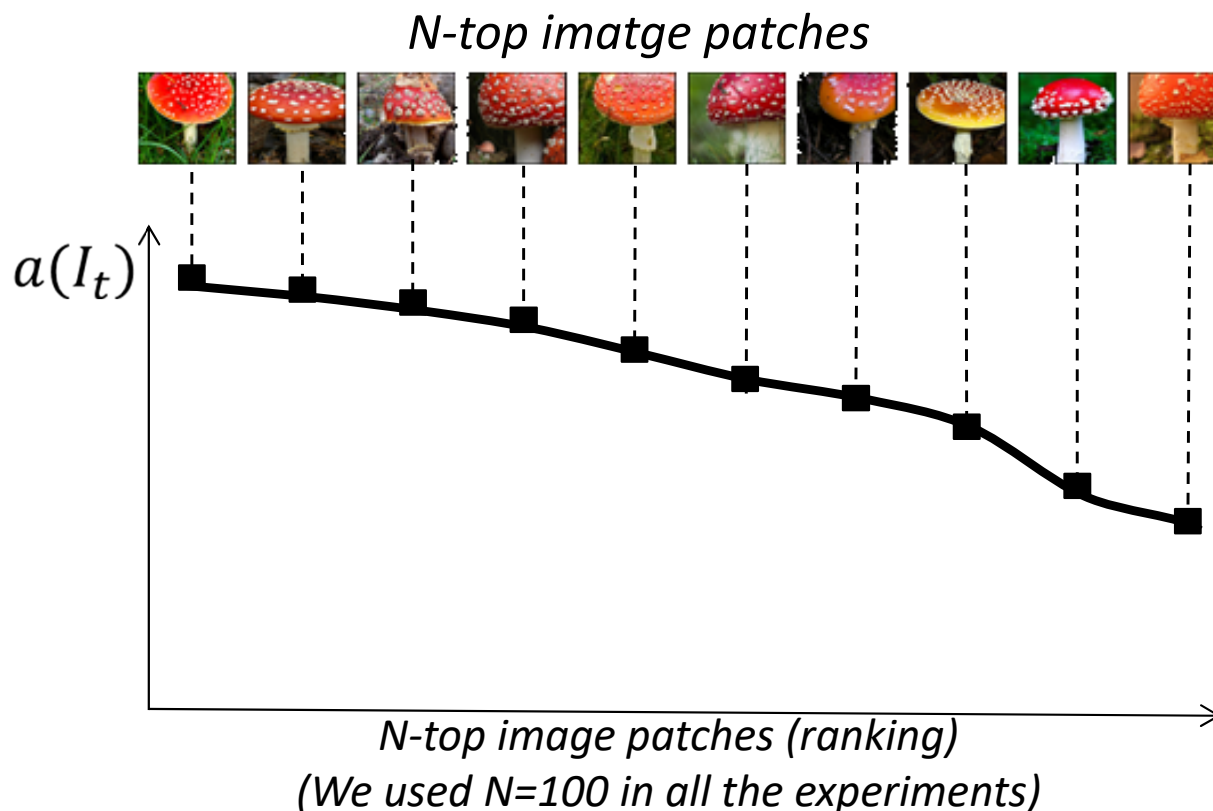 N-top imatge patches
a(I_t)
N-top image patches (ranking)
(We used N=100 in all the experiments)